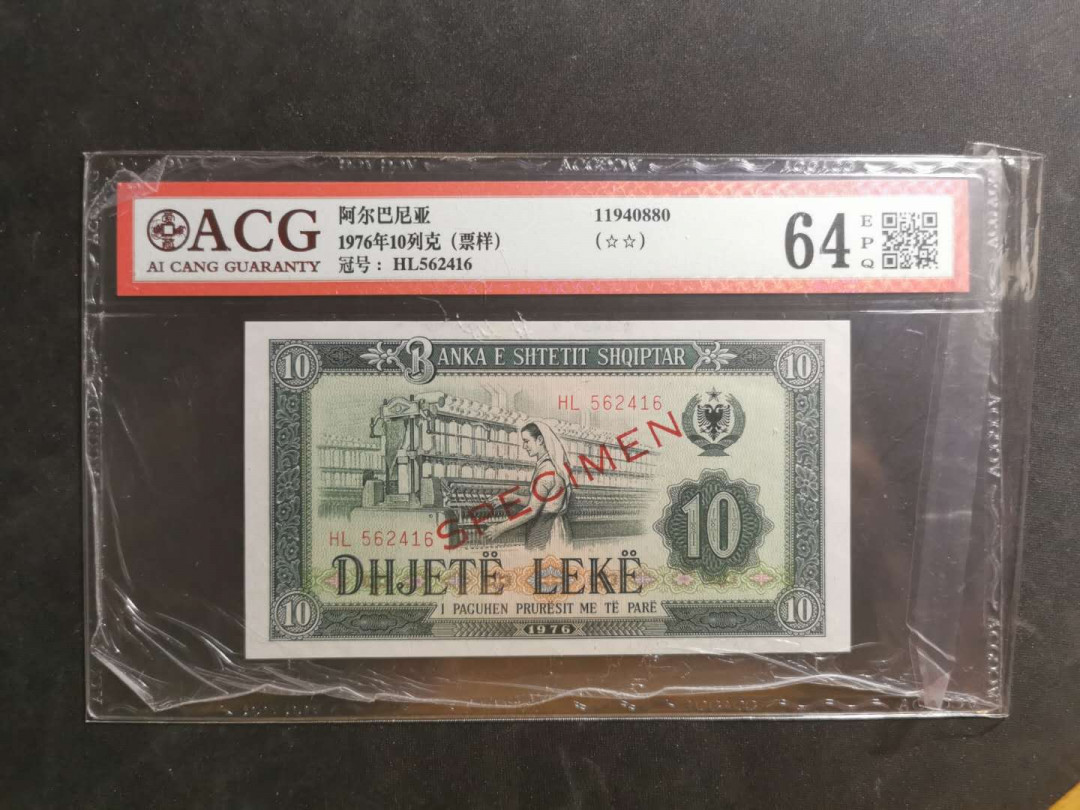 ACG
AI CANG GUARANTY
阿尔巴尼亚
1976年10列克（票样）
冠号： HL562416
11940880
(☆☆)
64
EPQ
BANKA E SHTETIT SHQIPTAR
10
10
HL 562416
SPECIMEN
10
HL 562416
DHJETË LEKË
I PAGUHEN PRURËSIT ME TË PARË
10
1976
10